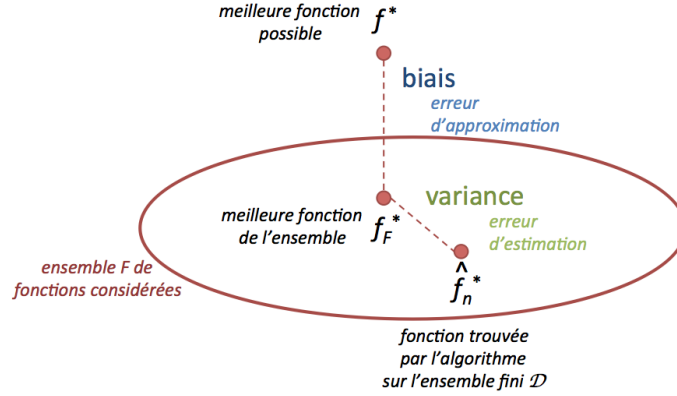 meilleure fonction
possible
f*
biais
erreur
d'approximation
variance
erreur
d'estimation
meilleure fonction
de l'ensemble
f_F*
ensemble F de
fonctions considérées
f̂_n*
fonction trouvée
par l'algorithme
sur l'ensemble fini 𝒟